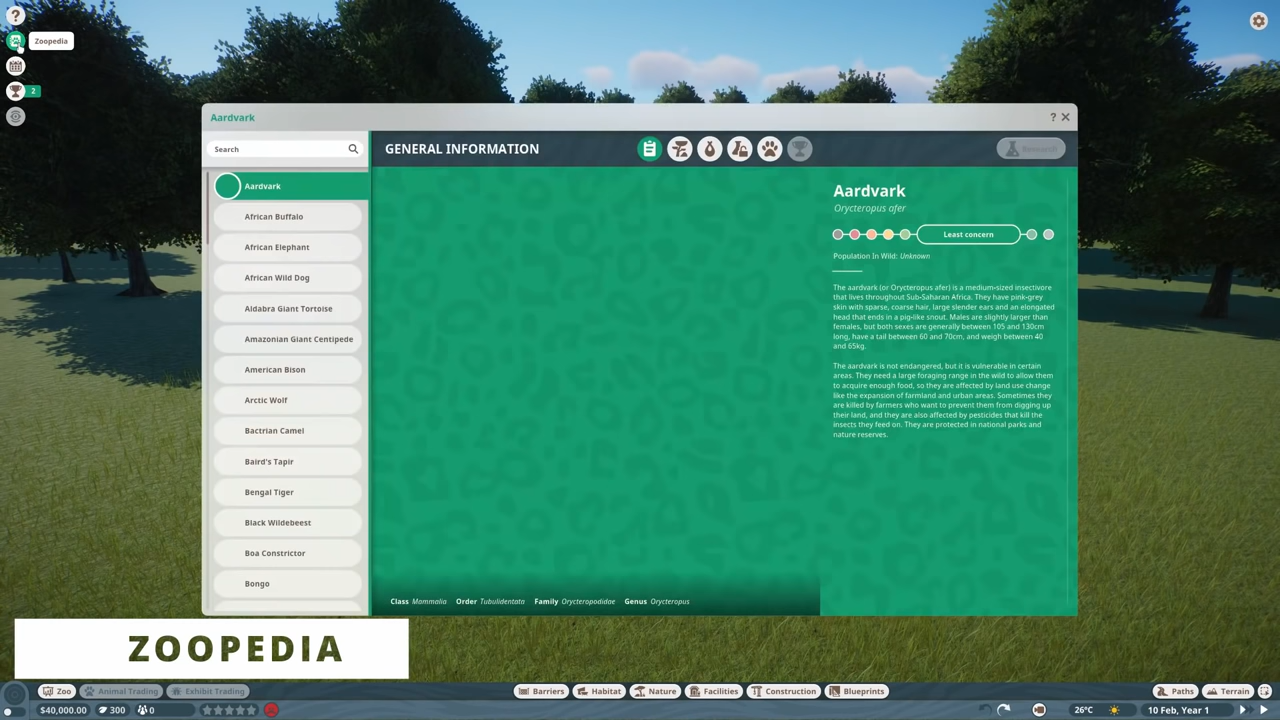 ?
Zoopedia
2
Aardvark
?
Search
GENERAL INFORMATION
Research
Aardvark
African Buffalo
African Elephant
African Wild Dog
Aldabra Giant Tortoise
Amazonian Giant Centipede
American Bison
Arctic Wolf
Bactrian Camel
Baird's Tapir
Bengal Tiger
Black Wildebeest
Boa Constrictor
Bongo
Aardvark
Orycteropus afer
Least concern
Population In Wild: Unknown
The aardvark (or Orycteropus afer) is a medium-sized insectivore
that lives throughout Sub-Saharan Africa. They have pink-grey
skin with sparse, coarse hair, large slender ears and an elongated
head that ends in a pig-like snout. Males are slightly larger than
females, but both sexes are generally between 105 and 130cm
long, have a tail between 60 and 70cm, and weigh between 40
and 65kg.
The aardvark is not endangered, but it is vulnerable in certain
areas. They need a large foraging range in the wild to allow them
to acquire enough food, so they are affected by land use change
like the expansion of farmland and urban areas. Sometimes they
are killed by farmers who want to prevent them from digging up
their land, and they are also affected by pesticides that kill the
insects they feed on. They are protected in national parks and
nature reserves.
Class Mammalia Order Tubulidentata Family Orycteropodidae Genus Orycteropus
ZOOPEDIA
Zoo Animal Trading Exhibit Trading Barriers Habitat Nature Facilities Construction Blueprints Paths Terrain
$40,000.00 300 0 26°C 10 Feb, Year 1